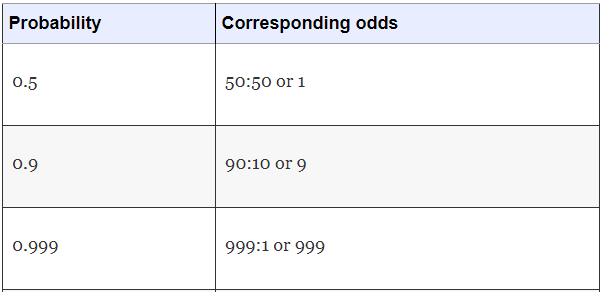 Probability Corresponding odds
0.5 50:50 or 1
0.9 90:10 or 9
0.999 999:1 or 999